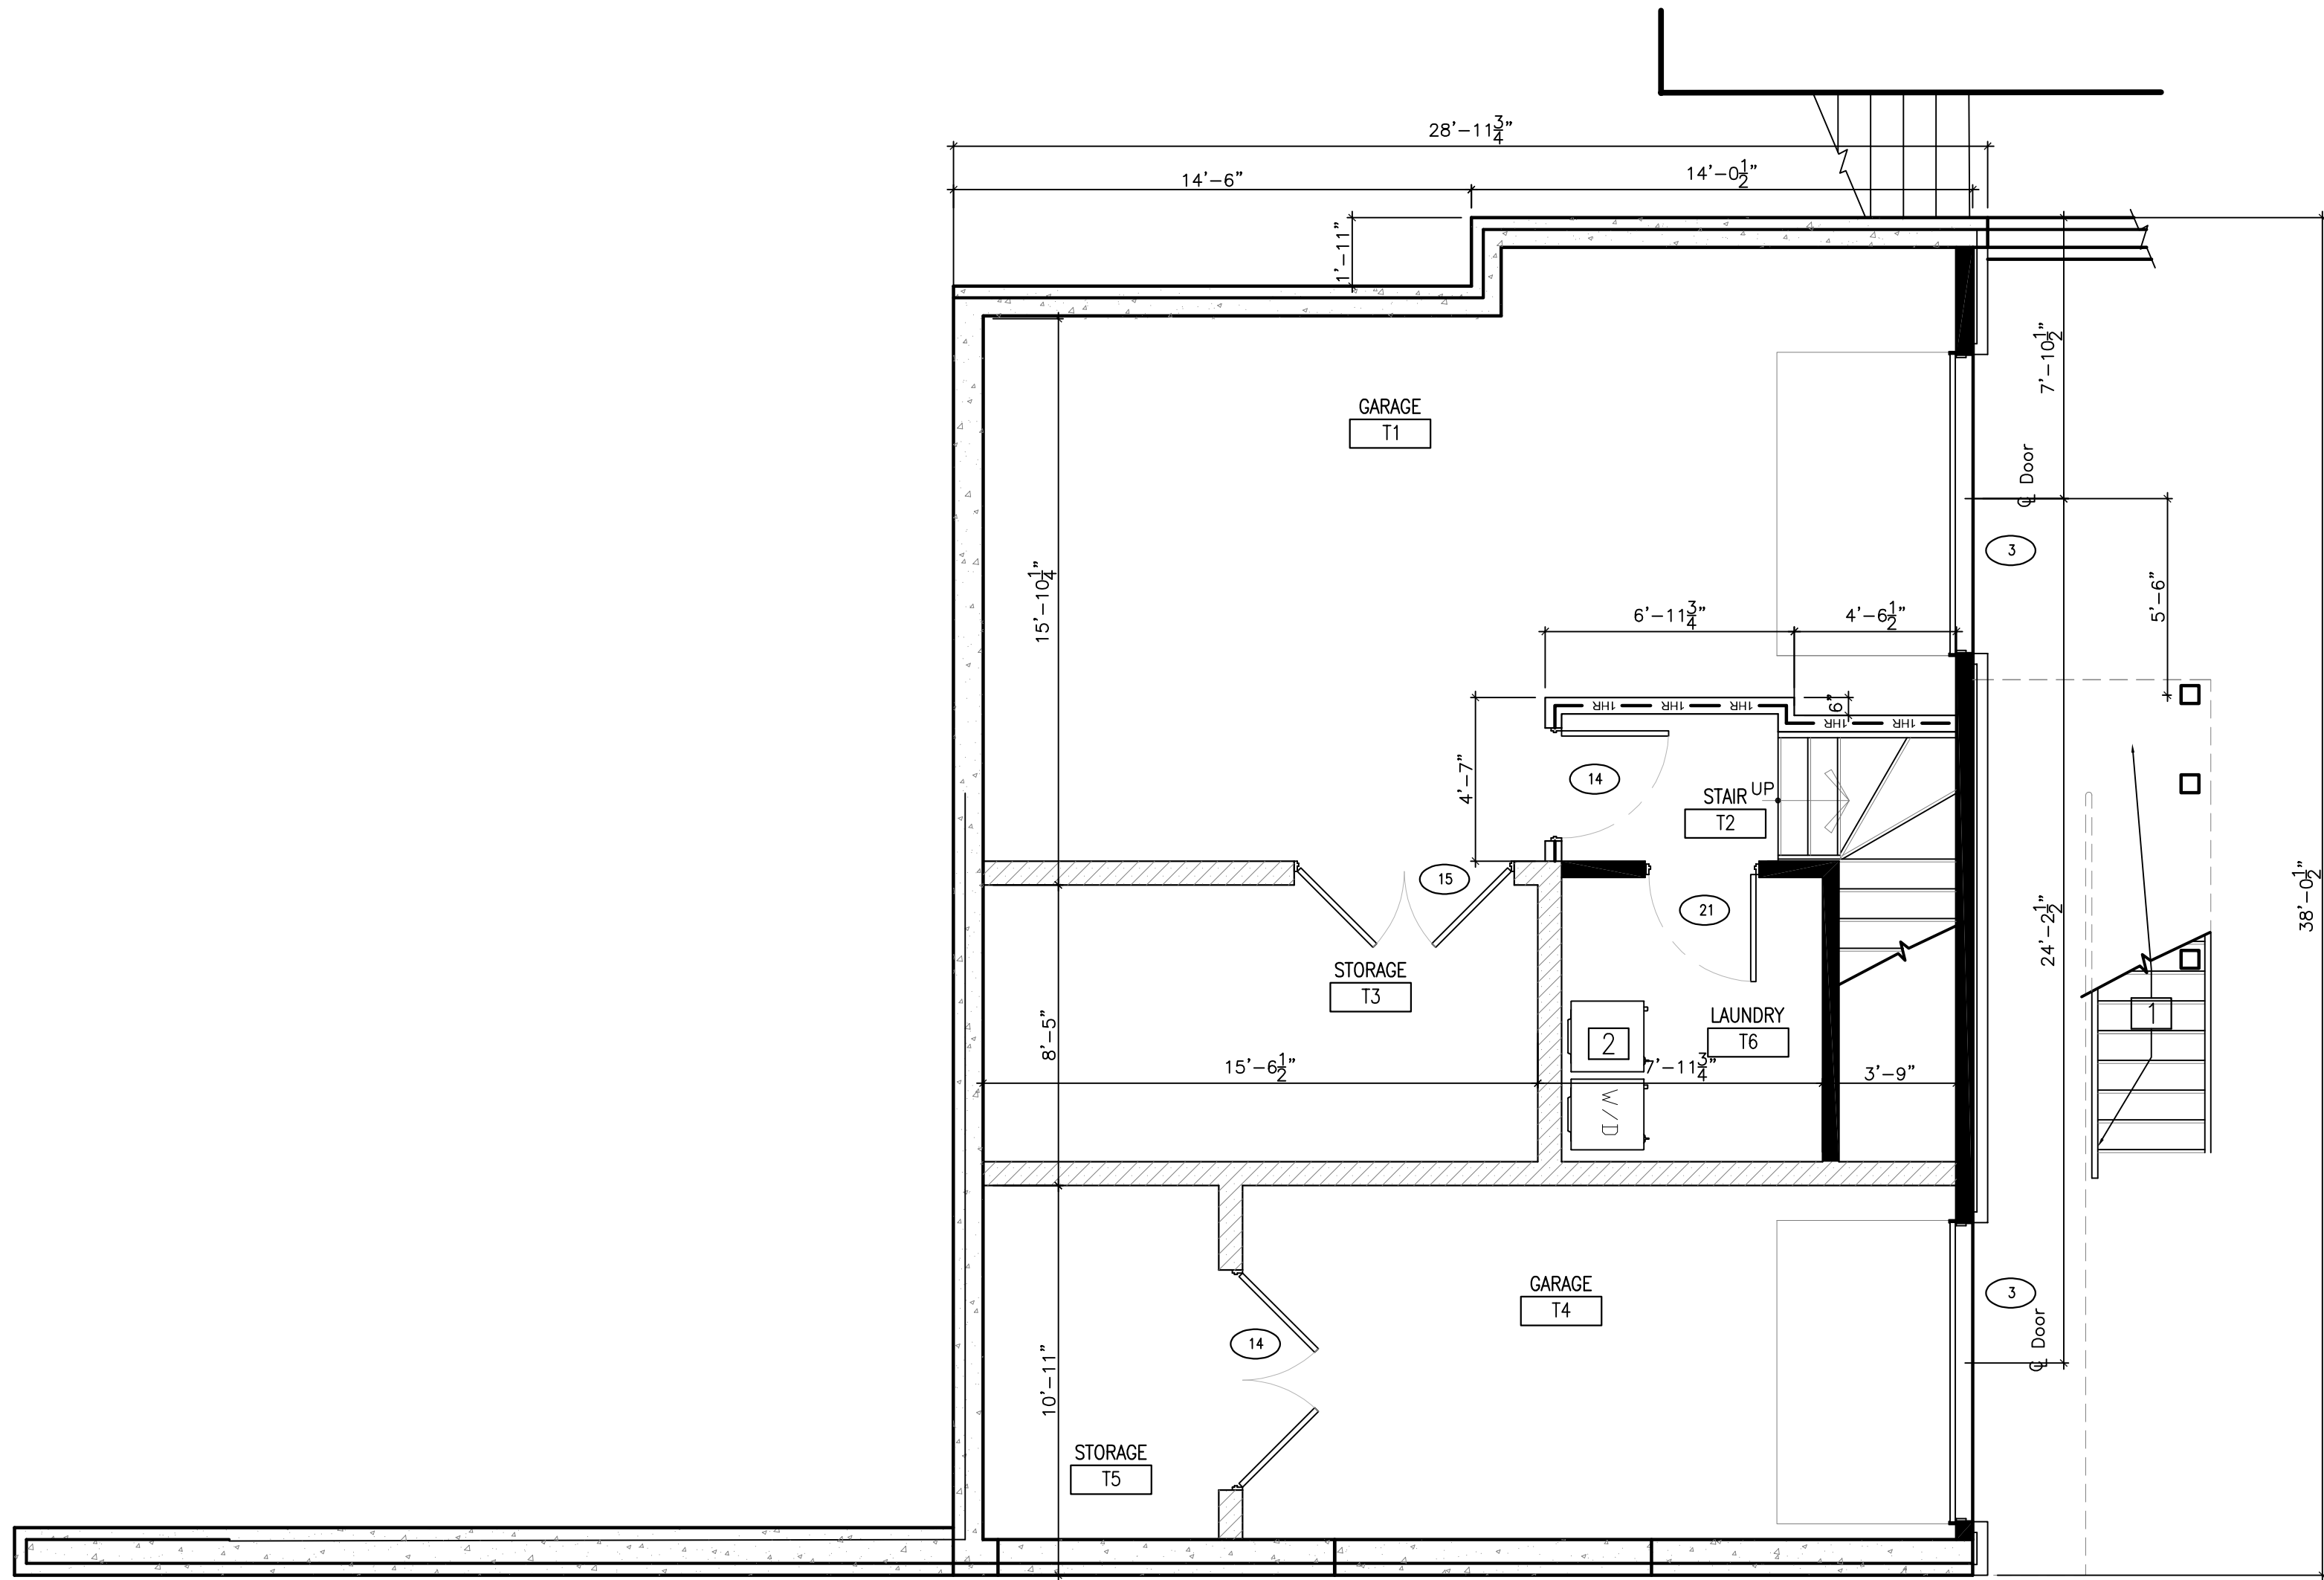 28'-11 3/4"
14'-6"
14'-0 1/2"
1'-11"
7'-10 1/2"
GARAGE
T1
℄ Door
3
15'-10 1/4"
5'-6"
6'-11 3/4"
4'-6 1/2"
6"
1HR 1HR 1HR
1HR 1HR
4'-7"
14
STAIR
UP
T2
15
21
24'-2 1/2"
38'-0 1/2"
STORAGE
T3
LAUNDRY
T6
1
2
8'-5"
15'-6 1/2"
7'-11 3/4"
3'-9"
W/D
GARAGE
T4
3
℄ Door
14
10'-11"
STORAGE
T5